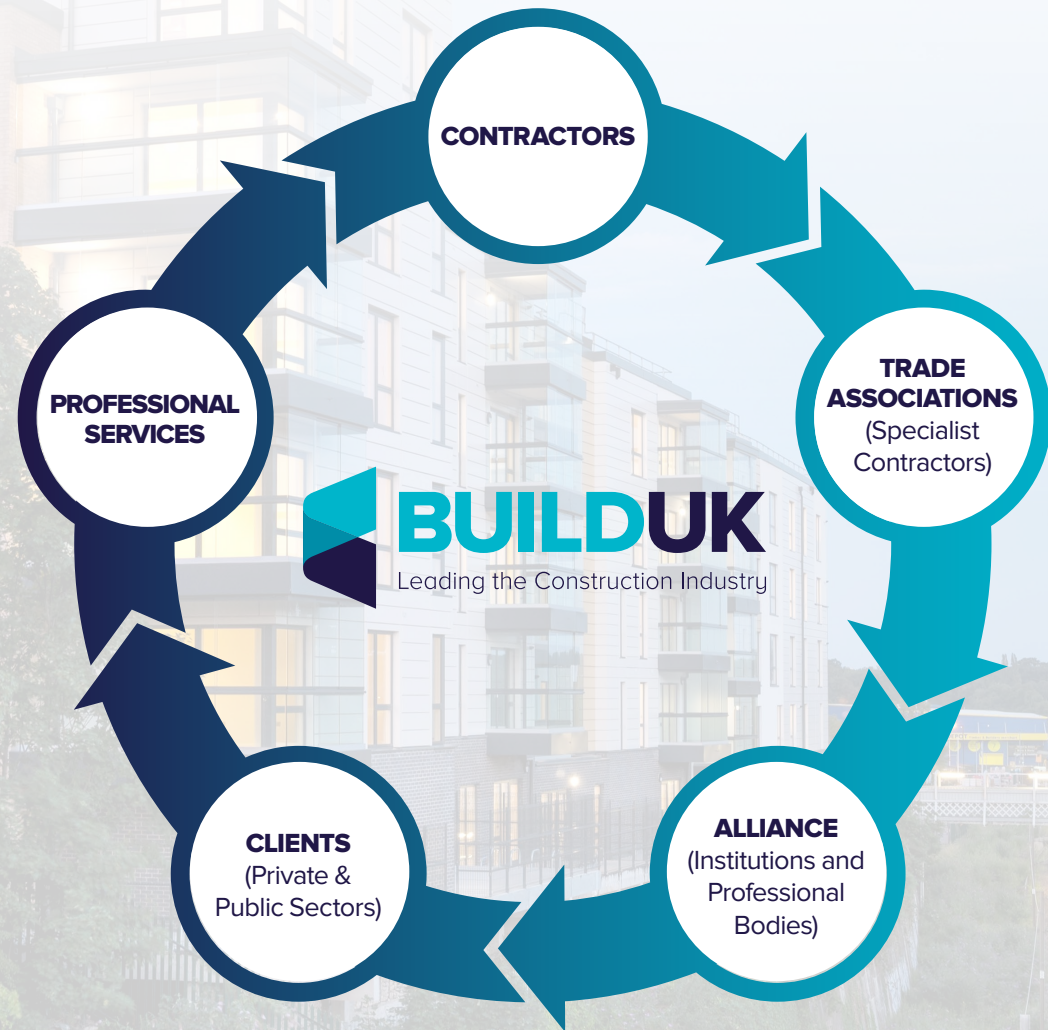 CONTRACTORS
TRADE
ASSOCIATIONS
(Specialist
Contractors)
PROFESSIONAL
SERVICES
BUILDUK
Leading the Construction Industry
CLIENTS
(Private &
Public Sectors)
ALLIANCE
(Institutions and
Professional
Bodies)